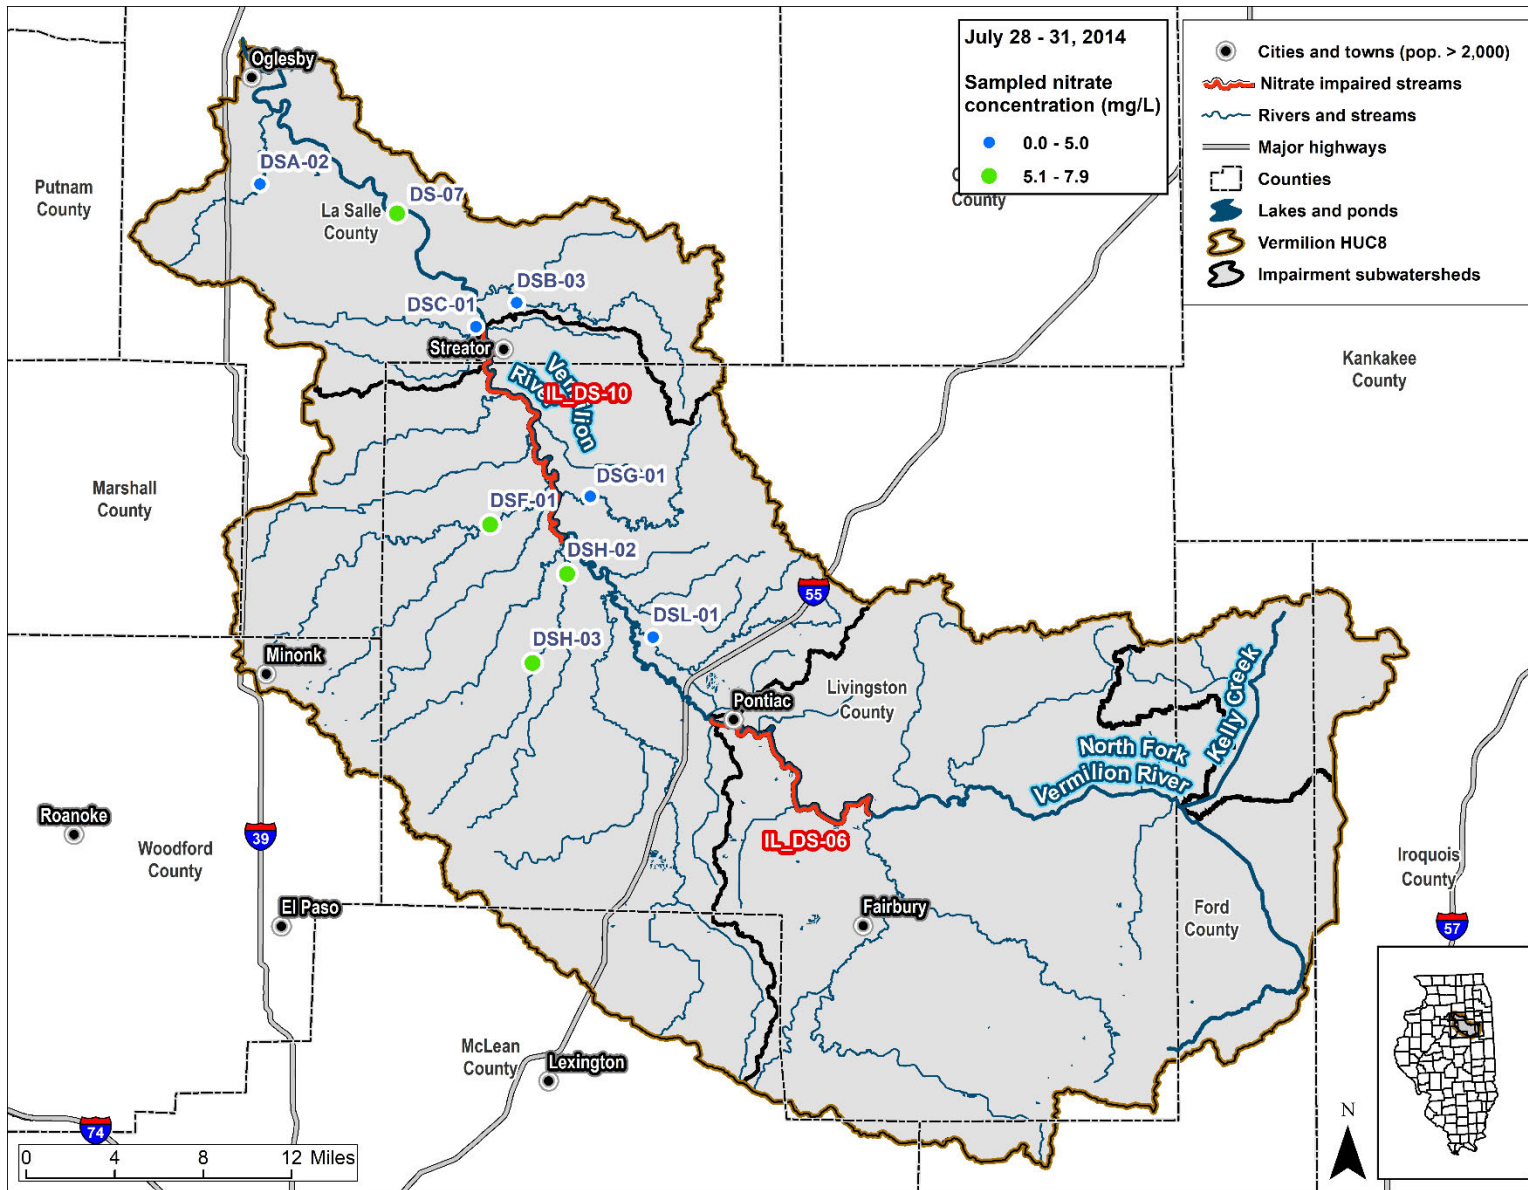 July 28 - 31, 2014
Sampled nitrate
concentration (mg/L)
0.0 - 5.0
5.1 - 7.9
Cities and towns (pop. > 2,000)
Nitrate impaired streams
Rivers and streams
Major highways
Counties
Lakes and ponds
Vermilion HUC8
Impairment subwatersheds
Oglesby
DSA-02
Putnam
County
DS-07
La Salle
County
County
DSB-03
DSC-01
Streator
Kankakee
County
Vermilion
River
IL_DS-10
Marshall
County
DSG-01
DSF-01
DSH-02
55
DSL-01
DSH-03
Minonk
Livingston
County
Pontiac
Kelly Creek
North Fork
Vermilion River
Roanoke
39
Woodford
County
IL_DS-06
Iroquois
County
El Paso
Fairbury
Ford
County
57
McLean
County
Lexington
74
N
0 4 8 12 Miles